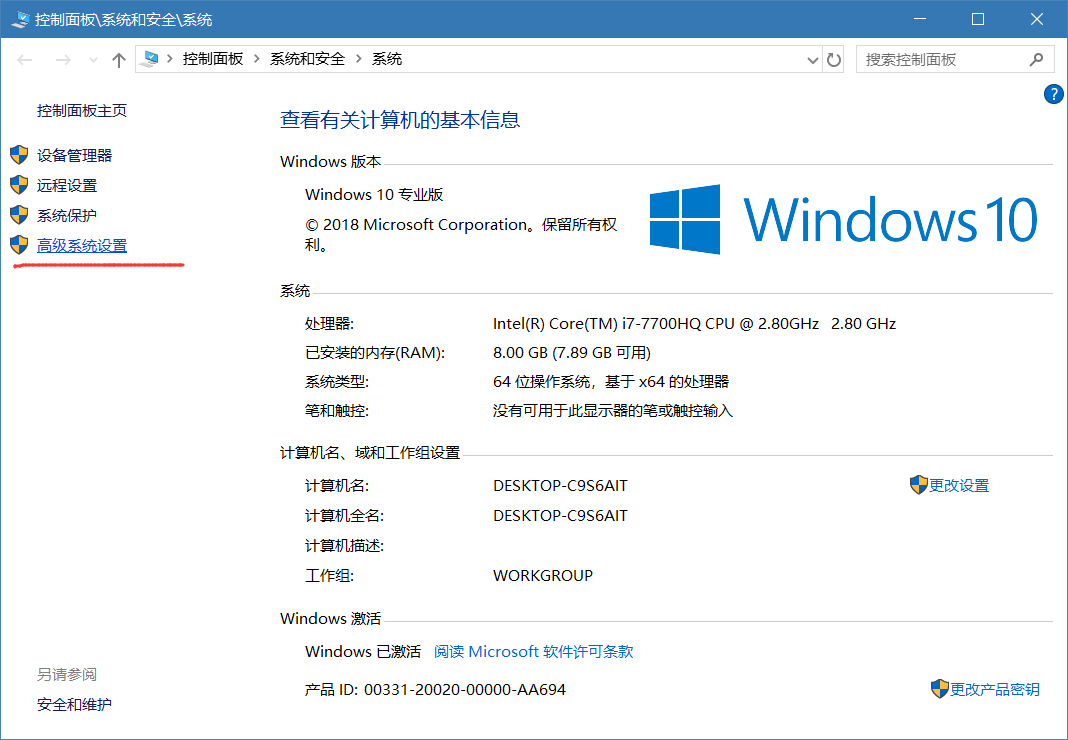 控制面板\系统和安全\系统
控制面板 系统和安全 系统
搜索控制面板
?
控制面板主页
设备管理器
远程设置
系统保护
高级系统设置
查看有关计算机的基本信息
Windows 版本
Windows 10 专业版
© 2018 Microsoft Corporation。保留所有权
利。
Windows 10
系统
处理器: Intel(R) Core(TM) i7-7700HQ CPU @ 2.80GHz 2.80 GHz
已安装的内存(RAM): 8.00 GB (7.89 GB 可用)
系统类型: 64 位操作系统，基于 x64 的处理器
笔和触控: 没有可用于此显示器的笔或触控输入
计算机名、域和工作组设置
计算机名: DESKTOP-C9S6AIT 更改设置
计算机全名: DESKTOP-C9S6AIT
计算机描述:
工作组: WORKGROUP
Windows 激活
Windows 已激活 阅读 Microsoft 软件许可条款
产品 ID: 00331-20020-00000-AA694 更改产品密钥
另请参阅
安全和维护